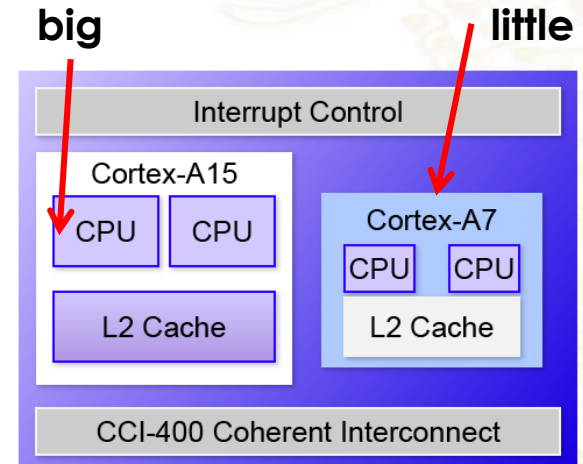 big
little
Interrupt Control
Cortex-A15
CPU
CPU
L2 Cache
Cortex-A7
CPU
CPU
L2 Cache
CCI-400 Coherent Interconnect